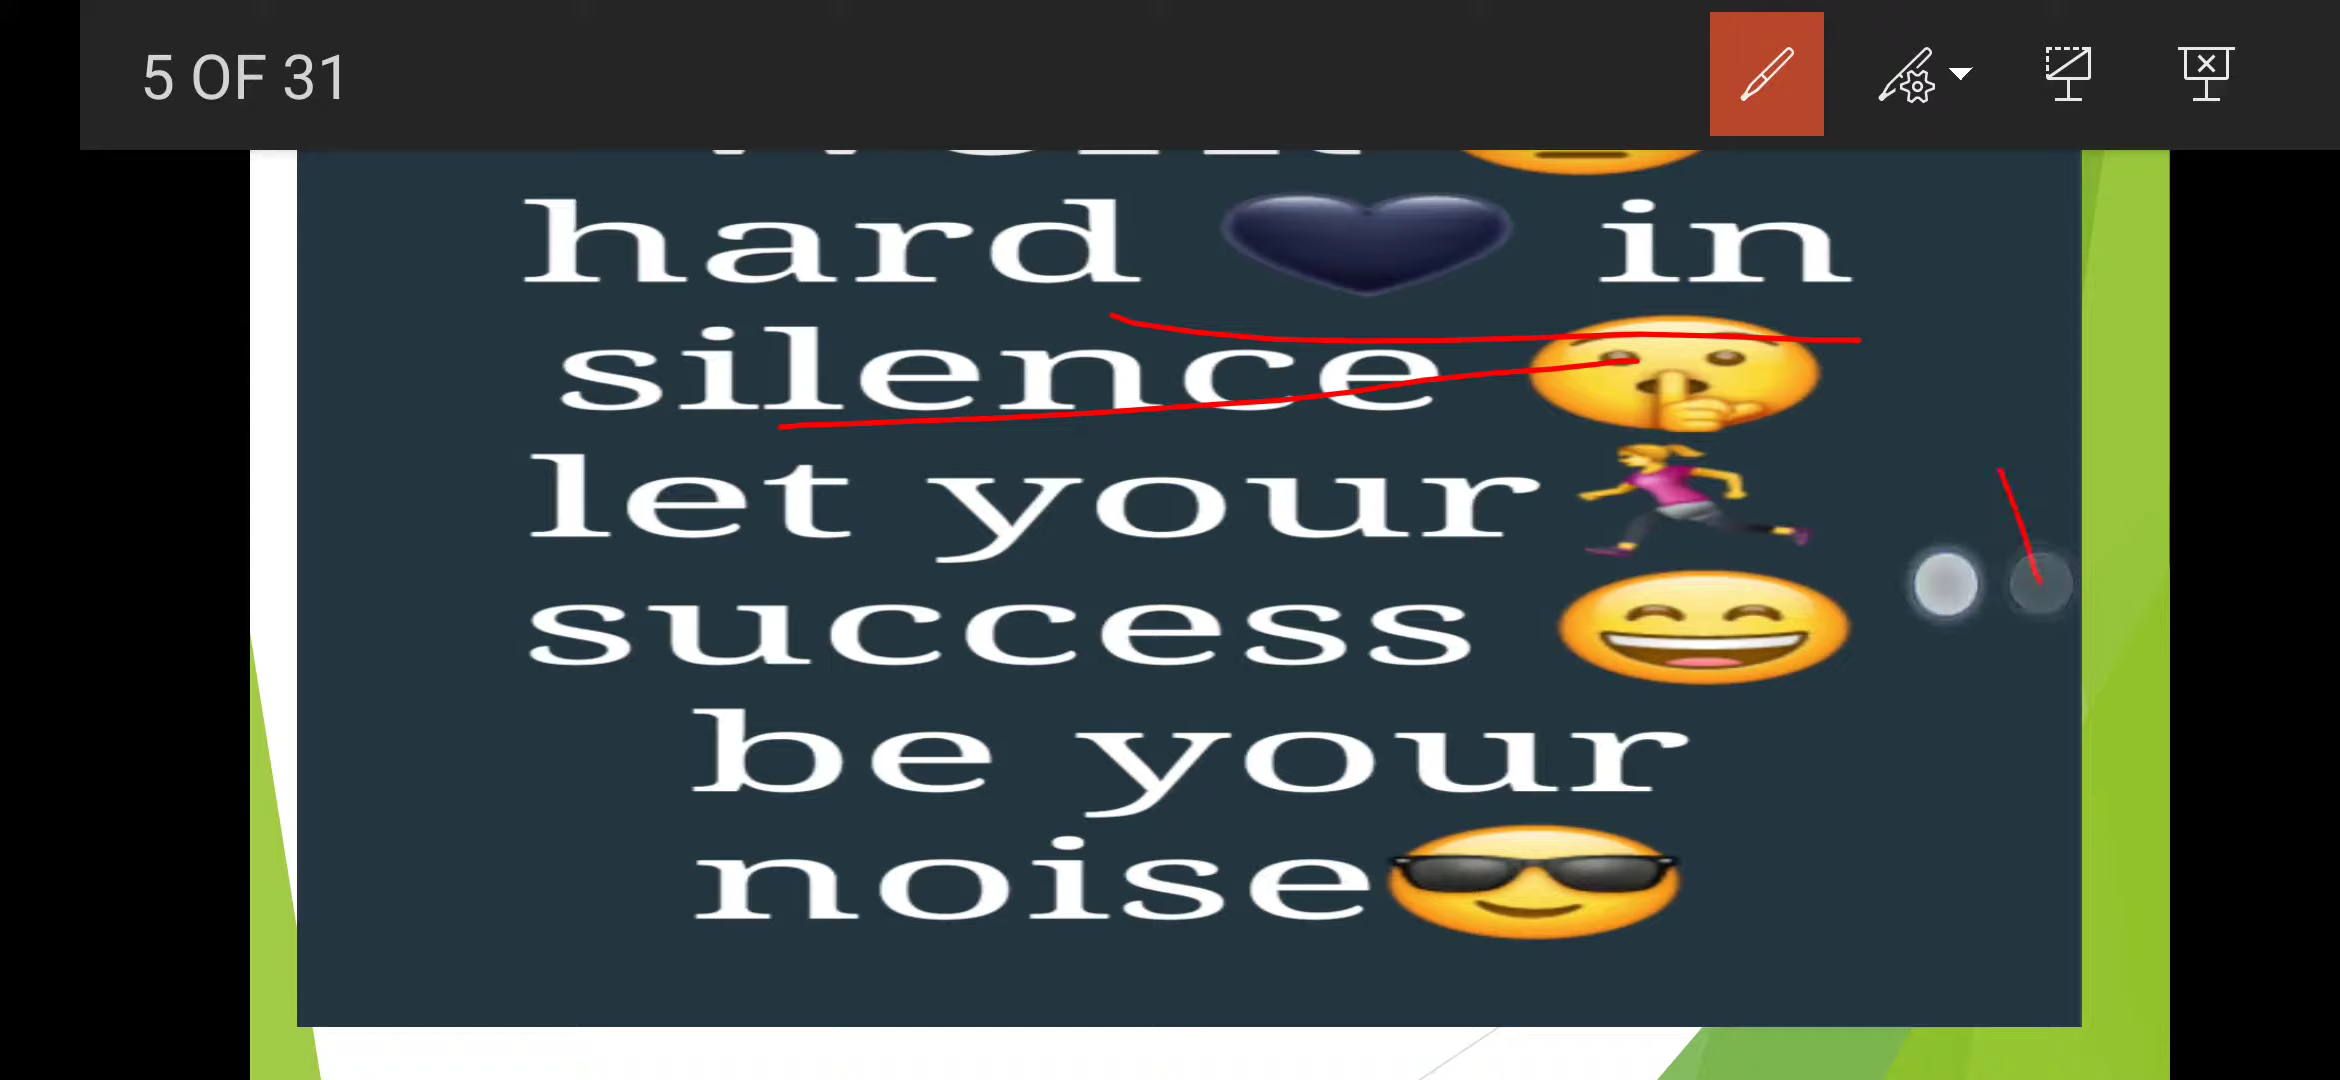 5 OF 31
hard 🖤 in
silence 🤫
let your 🏃‍♀️
success 😄
be your
noise😎